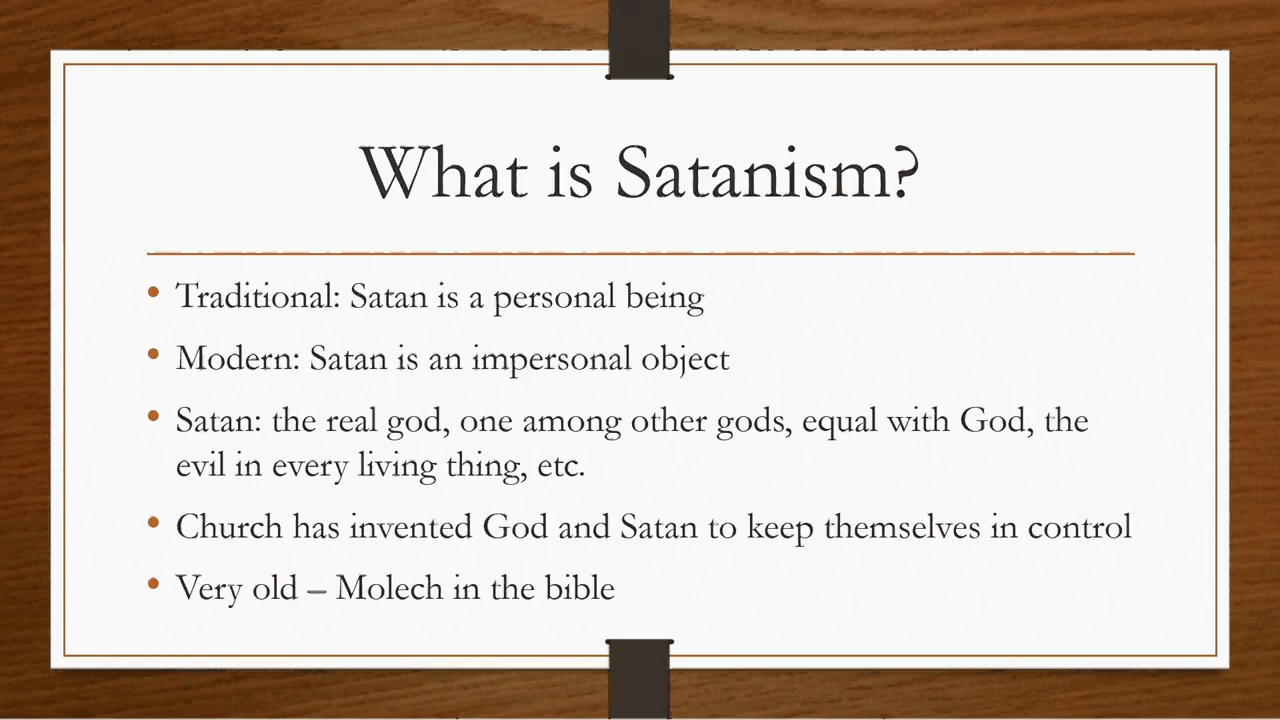 What is Satanism?
• Traditional: Satan is a personal being
• Modern: Satan is an impersonal object
• Satan: the real god, one among other gods, equal with God, the
evil in every living thing, etc.
• Church has invented God and Satan to keep themselves in control
• Very old – Molech in the bible